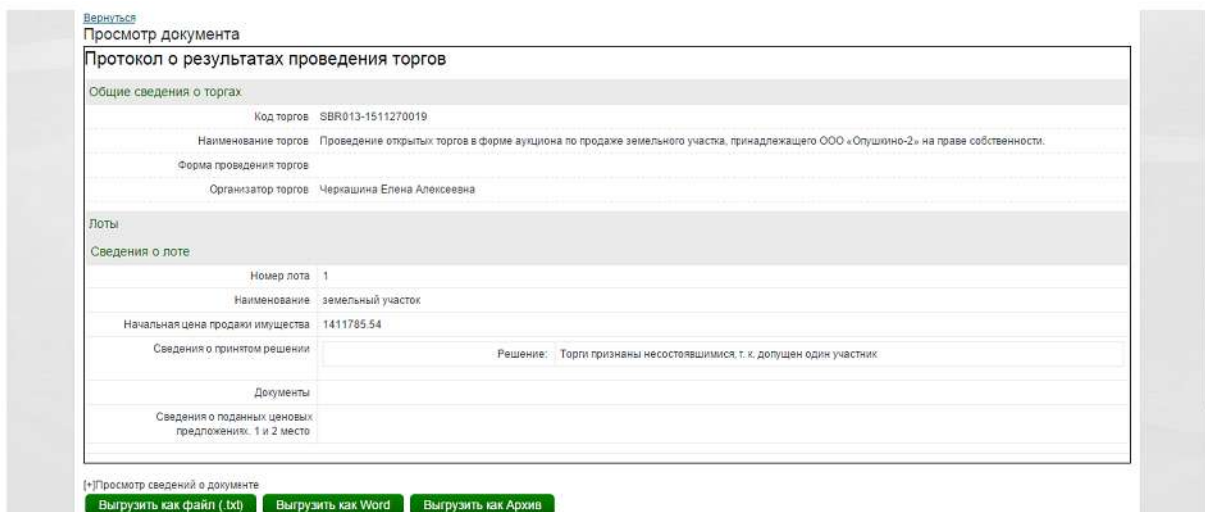 Вернуться
Просмотр документа
Протокол о результатах проведения торгов
Общие сведения о торгах
Код торгов SBR013-1511270019
Наименование торгов Проведение открытых торгов в форме аукциона по продаже земельного участка, принадлежащего ООО «Опушкино-2» на праве собственности.
Форма проведения торгов
Организатор торгов Черкашина Елена Алексеевна
Лоты
Сведения о лоте
Номер лота 1
Наименование земельный участок
Начальная цена продажи имущества 1411785.54
Сведения о принятом решении Решение: Торги признаны несостоявшимися, т. к. допущен один участник
Документы
Сведения о поданных ценовых
предложениях. 1 и 2 место
[+]Просмотр сведений о документе
Выгрузить как файл (.txt) Выгрузить как Word Выгрузить как Архив